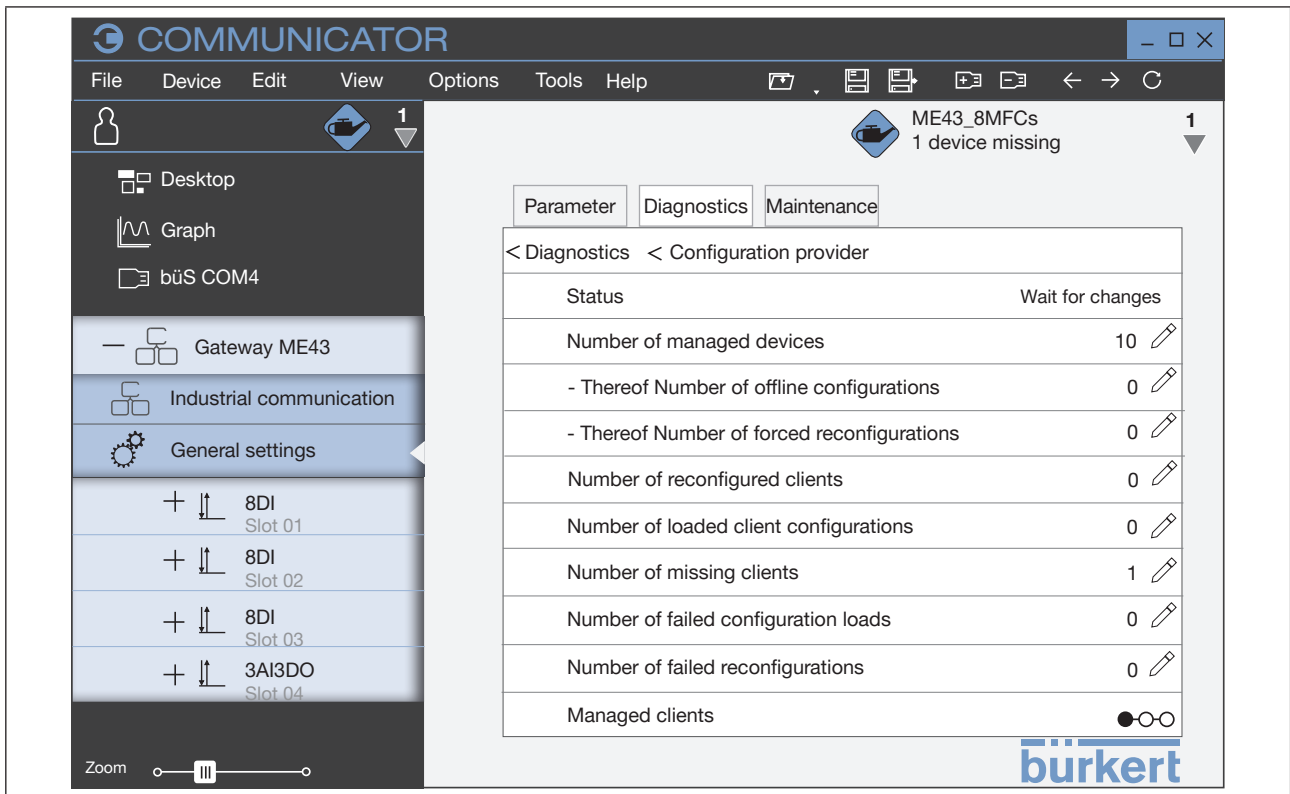 COMMUNICATOR
File Device Edit View Options Tools Help
1
ME43_8MFCs
1 device missing
1
Desktop
Graph
büS COM4
Gateway ME43
Industrial communication
General settings
8DI
Slot 01
8DI
Slot 02
8DI
Slot 03
3AI3DO
Slot 04
Zoom
Parameter Diagnostics Maintenance
< Diagnostics < Configuration provider
Status Wait for changes
Number of managed devices 10
- Thereof Number of offline configurations 0
- Thereof Number of forced reconfigurations 0
Number of reconfigured clients 0
Number of loaded client configurations 0
Number of missing clients 1
Number of failed configuration loads 0
Number of failed reconfigurations 0
Managed clients
burkert